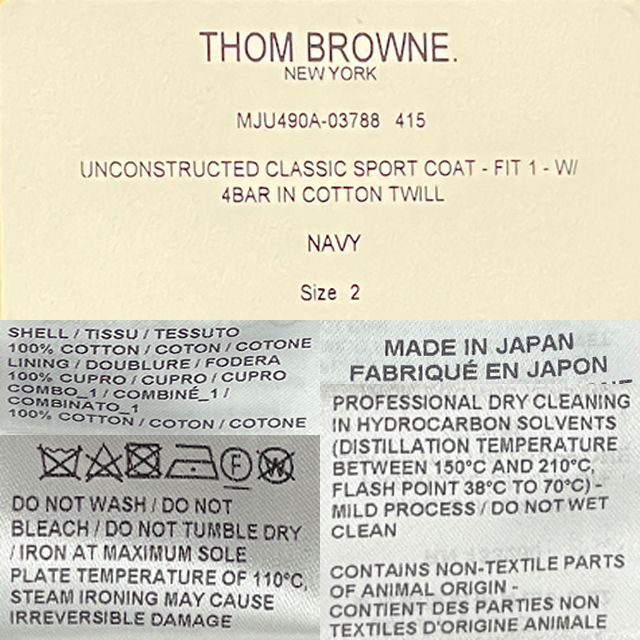 THOM BROWNE.
NEW YORK
MJU490A-03788 415
UNCONSTRUCTED CLASSIC SPORT COAT - FIT 1 - W/
4BAR IN COTTON TWILL
NAVY
Size 2
SHELL / TISSU / TESSUTO
100% COTTON / COTON / COTONE
LINING / DOUBLURE / FODERA
100% CUPRO / CUPRO / CUPRO
COMBO_1 / COMBINÉ_1 /
COMBINATO_1
100% COTTON / COTON / COTONE
F
W
DO NOT WASH / DO NOT
BLEACH / DO NOT TUMBLE DRY
/ IRON AT MAXIMUM SOLE
PLATE TEMPERATURE OF 110°C,
STEAM IRONING MAY CAUSE
IRREVERSIBLE DAMAGE
MADE IN JAPAN
FABRIQUÉ EN JAPON
PROFESSIONAL DRY CLEANING
IN HYDROCARBON SOLVENTS
(DISTILLATION TEMPERATURE
BETWEEN 150°C AND 210°C,
FLASH POINT 38°C TO 70°C) -
MILD PROCESS / DO NOT WET
CLEAN
CONTAINS NON-TEXTILE PARTS
OF ANIMAL ORIGIN -
CONTIENT DES PARTIES NON
TEXTILES D'ORIGINE ANIMALE